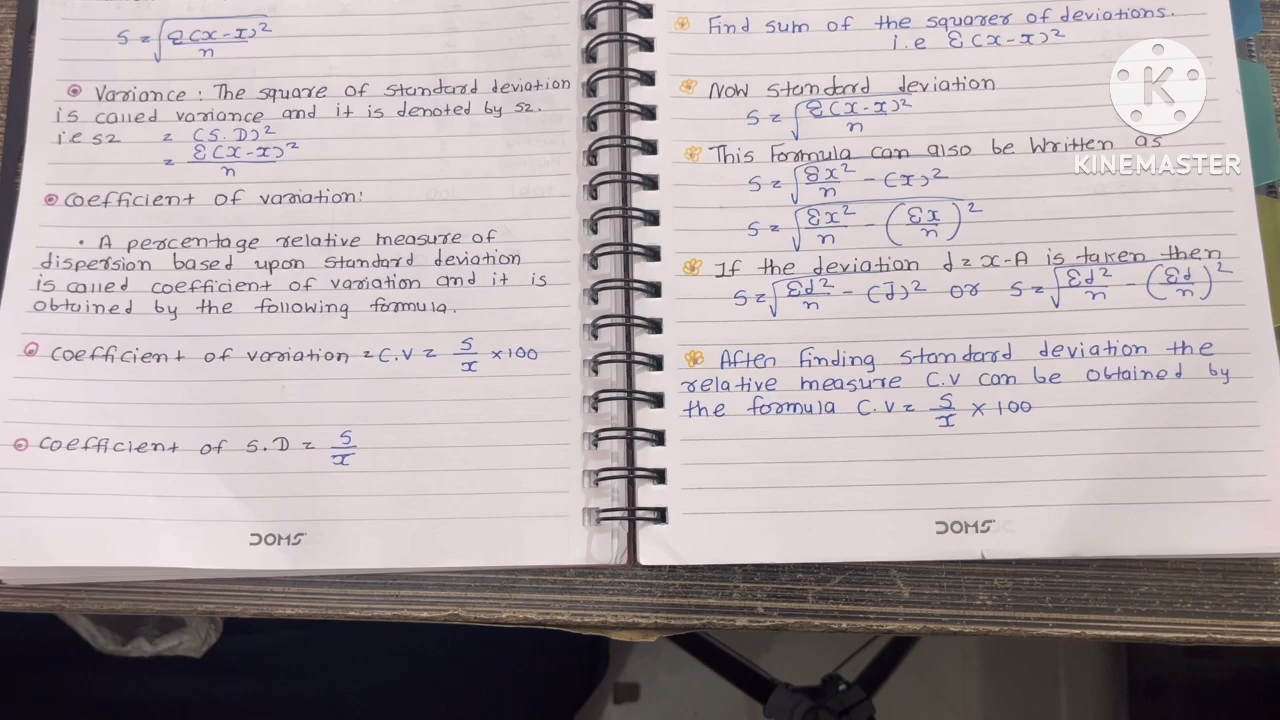 S = √Σ(x-x̄)²/n
Variance : The square of standard deviation
is called variance and it is denoted by s2.
i.e s2 = (S.D)²
= Σ(x-x)²/n
Coefficient of variation:
• A percentage relative measure of
dispersion based upon standard deviation
is called coefficient of variation and it is
obtained by the following formula.
Coefficient of variation = C.V = S/x × 100
Coefficient of S.D = S/x
DOMS
Find sum of the squarer of deviations.
i.e Σ(x-x)²
Now standard deviation
S = √Σ(x-x)²/n
This Formula can also be written as
S = √Σx²/n - (x)²
S = √Σx²/n - (Σx/n)²
If the deviation d = x-A is taken then
S = √Σd²/n - (d̄)² or S = √Σd²/n - (Σd/n)²
After finding standard deviation the
relative measure C.V can be obtained by
the formula C.V = S/x × 100
DOMS
K
KINEMASTER